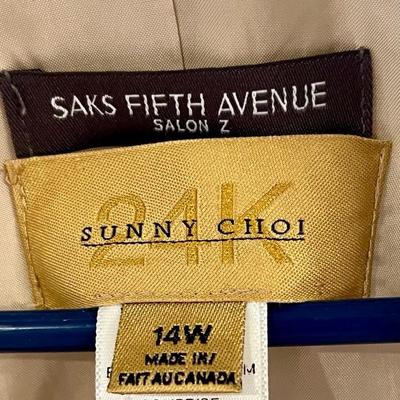 SAKS FIFTH AVENUE
SALON Z
24K
SUNNY CHOI
14W
MADE IN/
FAIT AU CANADA